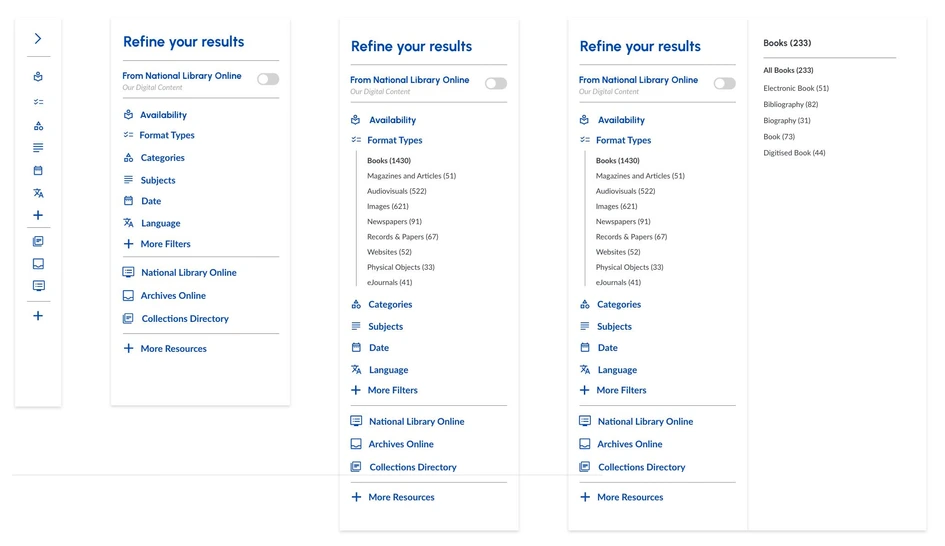 Refine your results
From National Library Online
Our Digital Content
Availability
Format Types
Categories
Subjects
Date
Language
More Filters
National Library Online
Archives Online
Collections Directory
More Resources
Refine your results
From National Library Online
Our Digital Content
Availability
Format Types
Books (1430)
Magazines and Articles (51)
Audiovisuals (522)
Images (621)
Newspapers (91)
Records & Papers (67)
Websites (52)
Physical Objects (33)
eJournals (41)
Categories
Subjects
Date
Language
More Filters
National Library Online
Archives Online
Collections Directory
More Resources
Refine your results
From National Library Online
Our Digital Content
Availability
Format Types
Books (1430)
Magazines and Articles (51)
Audiovisuals (522)
Images (621)
Newspapers (91)
Records & Papers (67)
Websites (52)
Physical Objects (33)
eJournals (41)
Categories
Subjects
Date
Language
More Filters
National Library Online
Archives Online
Collections Directory
More Resources
Books (233)
All Books (233)
Electronic Book (51)
Bibliography (82)
Biography (31)
Book (73)
Digitised Book (44)